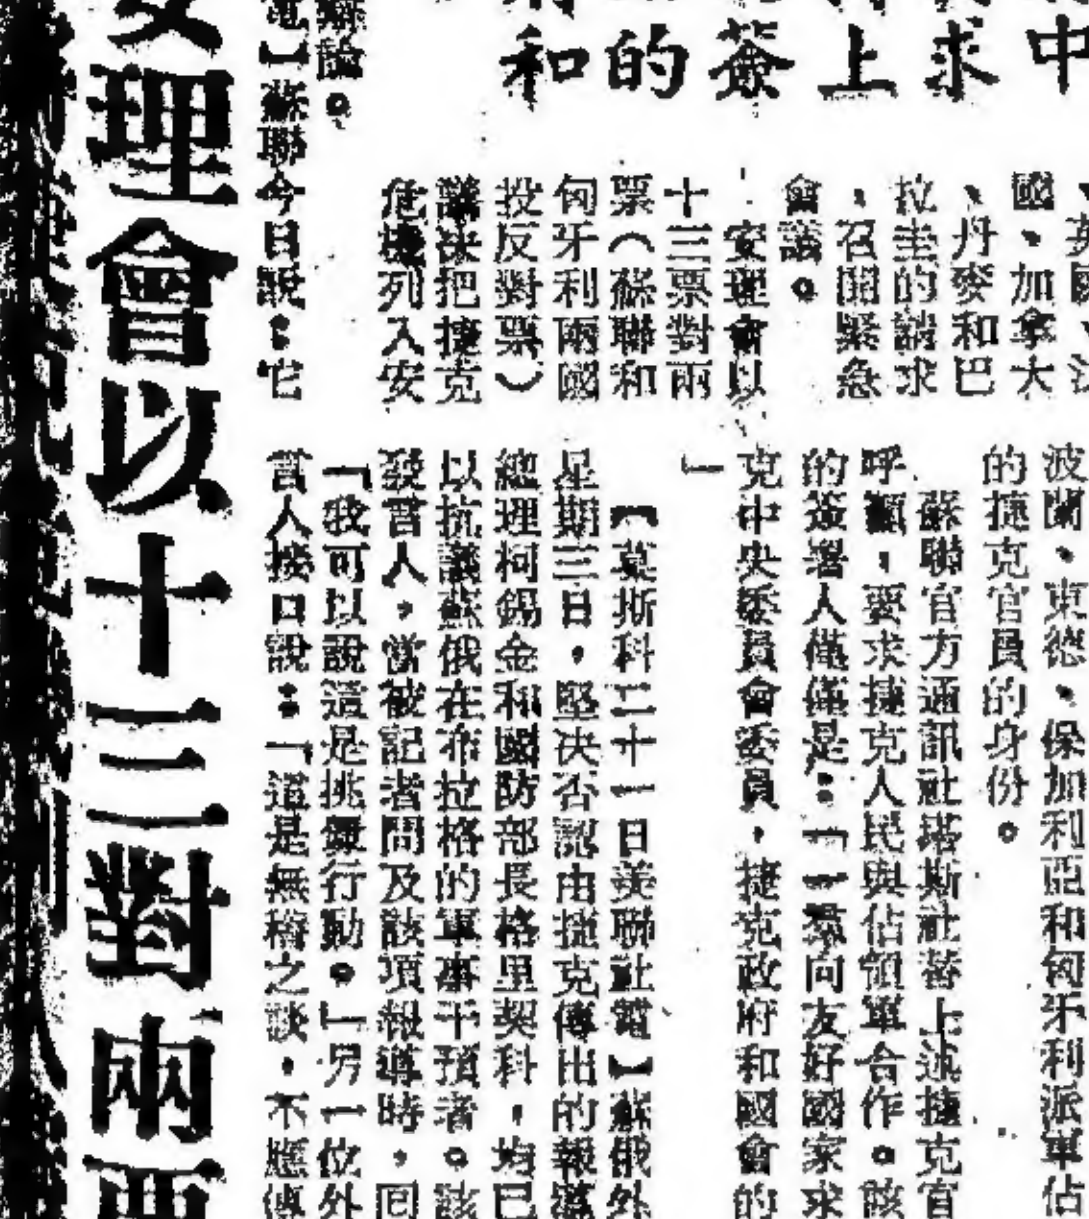 中
求
上
簽
的
和
國、加拿大
、丹麥和巴
拉圭的請求
，召開緊急
會議。
安理會以
十三票對兩
票（蘇聯和
匈牙利兩國
投反對票）
議決把捷克
危機列入安
辯論。
電】蘇聯今日說：它
波蘭、東德、保加利亞和匈牙利派軍佔
的捷克官員的身份。
蘇聯官方通訊社塔斯社替上述捷克官
呼籲，要求捷克人民與佔領軍合作。該
的簽署人僅僅是：「一羣向友好國家求
克中央委員會委員，捷克政府和國會的
」
【莫斯科二十一日美聯社電】蘇俄外
星期三日，堅決否認由捷克傳出的報導
總理柯錫金和國防部長格里契科，均已
以抗議蘇俄在布拉格的軍事干預者。該
發言人，當被記者問及該項報導時，回
「我可以說這是挑釁行動。」另一位外
言人接口說：「這是無稽之談，不應傳
安理會以十三對兩票